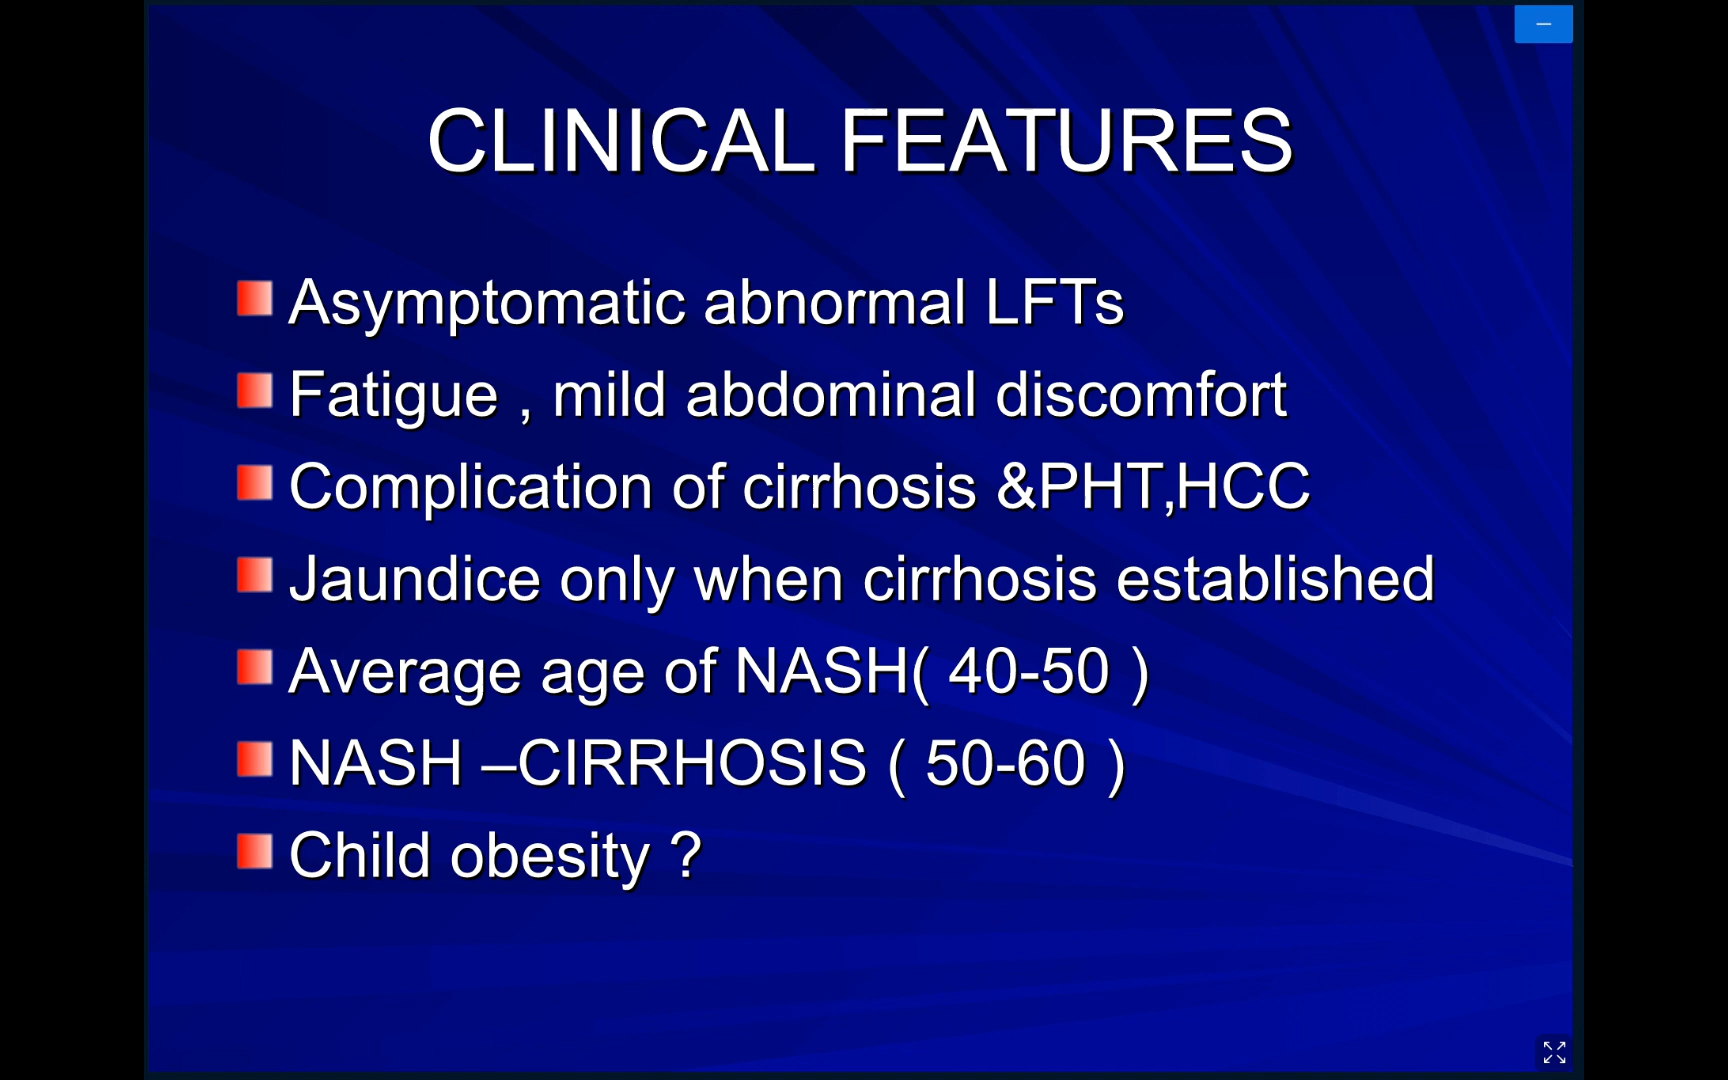 CLINICAL FEATURES
Asymptomatic abnormal LFTs
Fatigue , mild abdominal discomfort
Complication of cirrhosis &PHT,HCC
Jaundice only when cirrhosis established
Average age of NASH( 40-50 )
NASH –CIRRHOSIS ( 50-60 )
Child obesity ?